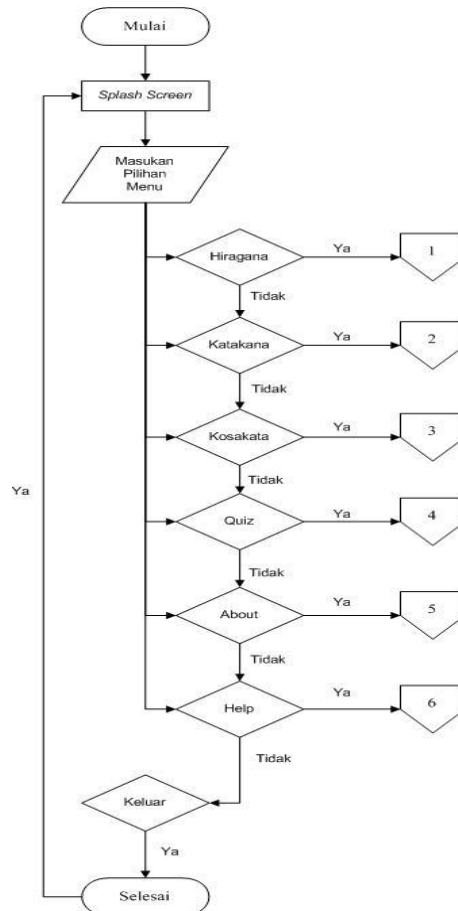 Mulai
Splash Screen
Masukan
Pilihan
Menu
Hiragana
Ya
1
Tidak
Katakana
Ya
2
Tidak
Kosakata
Ya
3
Tidak
Ya
Quiz
Ya
4
Tidak
About
Ya
5
Tidak
Help
Ya
6
Tidak
Keluar
Ya
Selesai